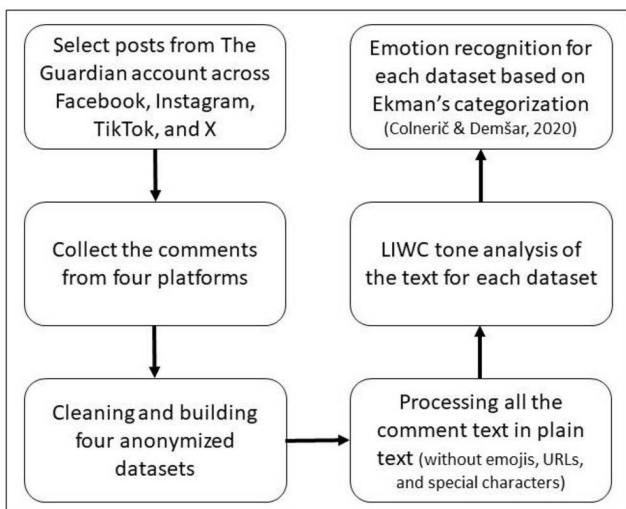 Select posts from The
Guardian account across
Facebook, Instagram,
TikTok, and X
Collect the comments
from four platforms
Cleaning and building
four anonymized
datasets
Processing all the
comment text in plain
text (without emojis, URLs,
and special characters)
LIWC tone analysis of
the text for each dataset
Emotion recognition for
each dataset based on
Ekman’s categorization
(Colnerič & Demšar, 2020)